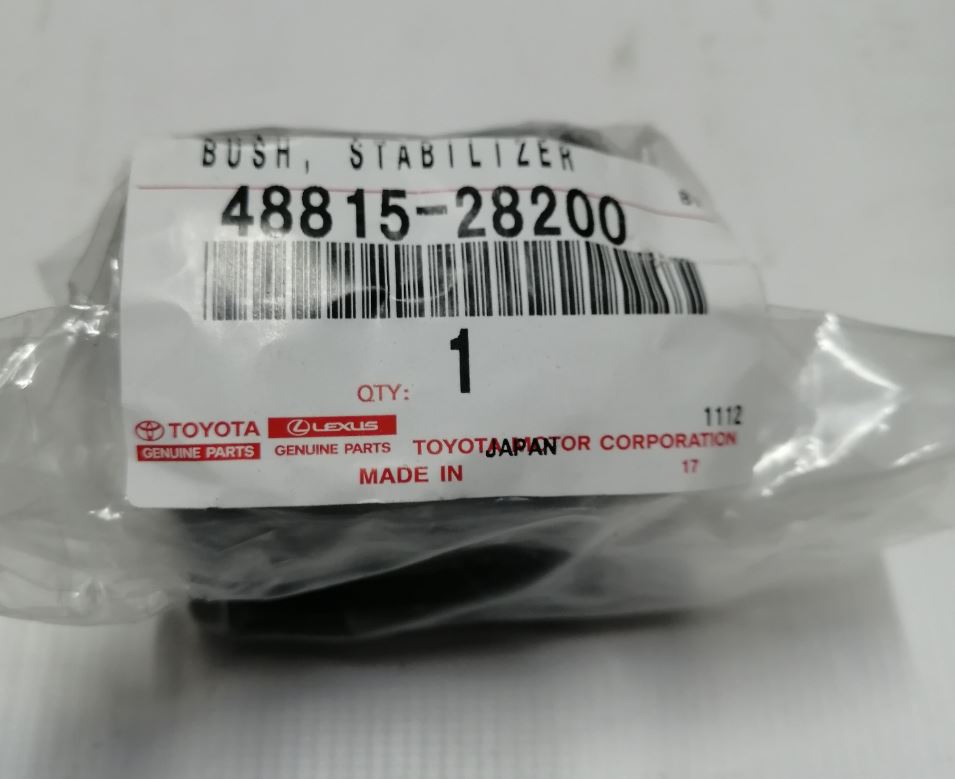 BUSH, STABILIZER
48815-28200
1
QTY:
1112
TOYOTA LEXUS
GENUINE PARTS GENUINE PARTS TOYOTA MOTOR CORPORATION
JAPAN
MADE IN 17